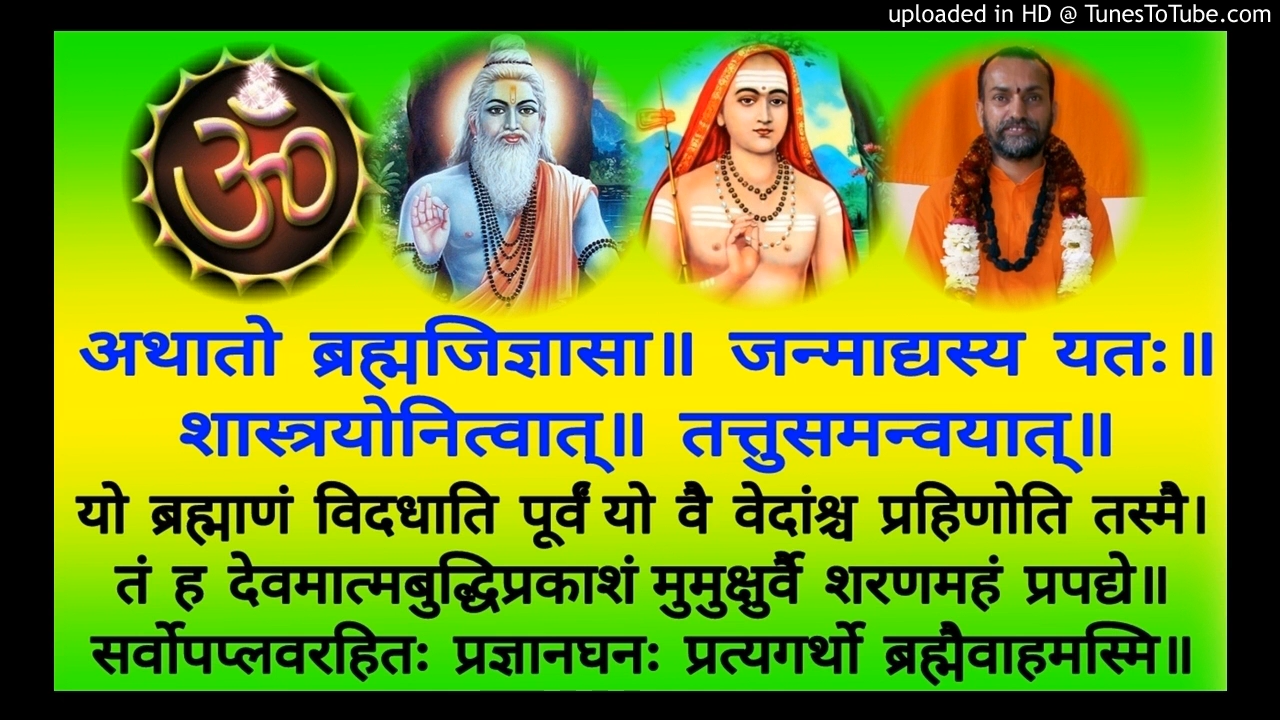 uploaded in HD @ TunesToTube.com
ॐ
अथातो ब्रह्मजिज्ञासा॥ जन्माद्यस्य यतः॥
शास्त्रयोनित्वात्॥ तत्तुसमन्वयात्॥
यो ब्रह्माणं विदधाति पूर्वं यो वै वेदांश्च प्रहिणोति तस्मै।
तं ह देवमात्मबुद्धिप्रकाशं मुमुक्षुर्वै शरणमहं प्रपद्ये॥
सर्वोपप्लवरहितः प्रज्ञानघनः प्रत्यगर्थो ब्रह्मैवाहमस्मि॥